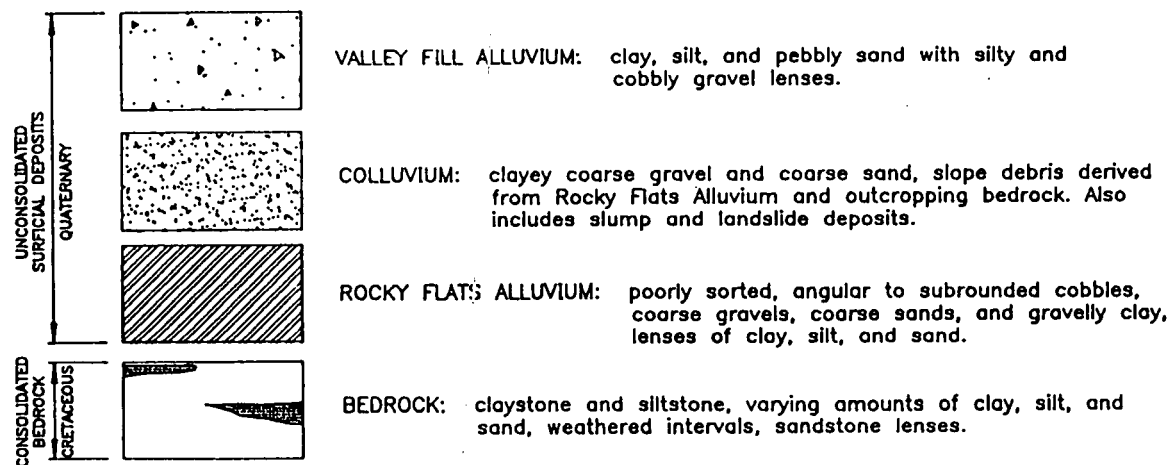 UNCONSOLIDATED
SURFICIAL DEPOSITS
QUATERNARY
VALLEY FILL ALLUVIUM: clay, silt, and pebbly sand with silty and
cobbly gravel lenses.
COLLUVIUM: clayey coarse gravel and coarse sand, slope debris derived
from Rocky Flats Alluvium and outcropping bedrock. Also
includes slump and landslide deposits.
ROCKY FLATS ALLUVIUM: poorly sorted, angular to subrounded cobbles,
coarse gravels, coarse sands, and gravelly clay,
lenses of clay, silt, and sand.
CONSOLIDATED
BEDROCK
CRETACEOUS
BEDROCK: claystone and siltstone, varying amounts of clay, silt, and
sand, weathered intervals, sandstone lenses.